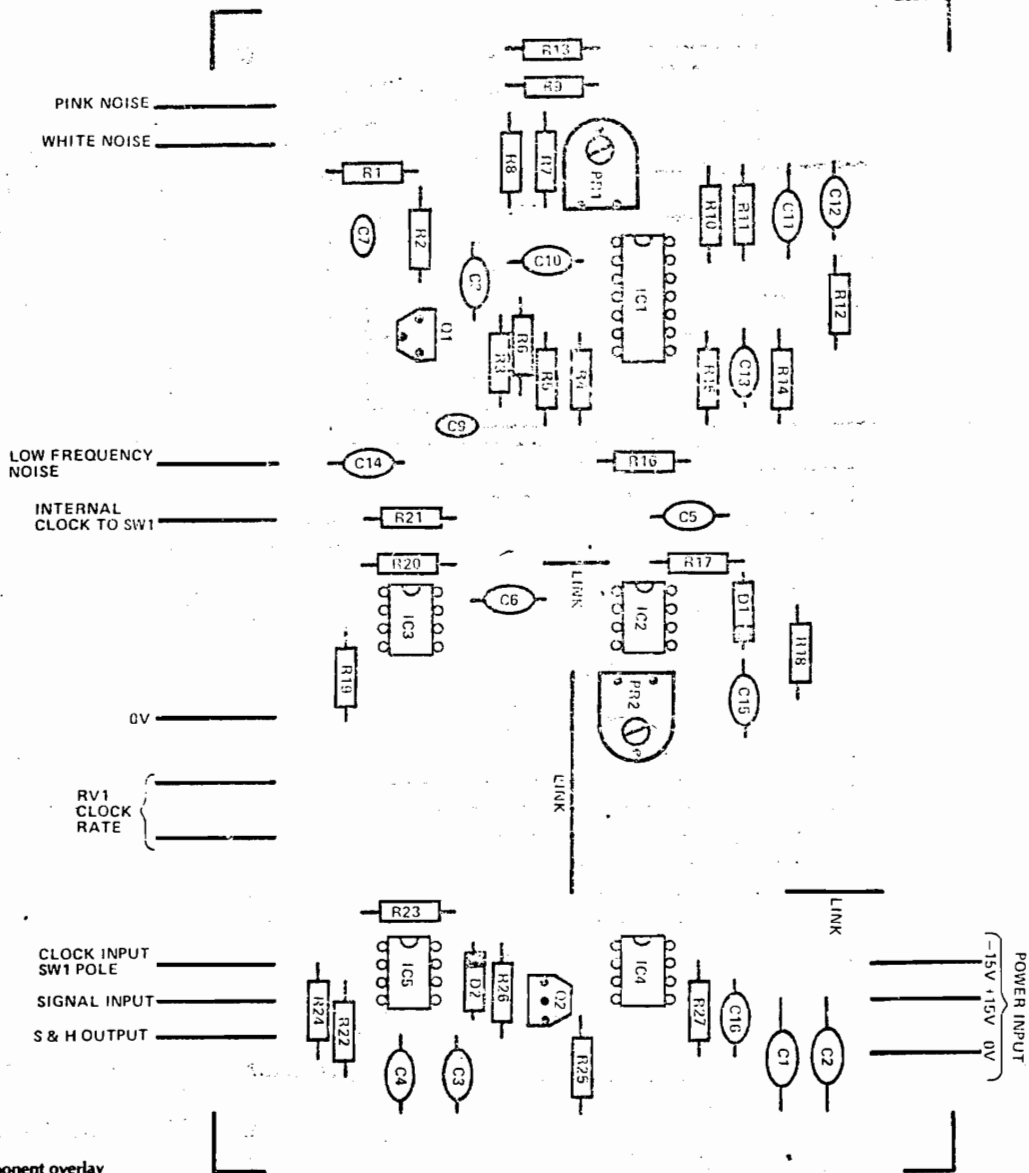 R13
R9
PINK NOISE
WHITE NOISE
R8
R7
PR1
R1
R10
R11
C11
C12
C7
R2
C10
IC1
R12
Q1
R3
R6
R5
R4
R15
C13
R14
C9
LOW FREQUENCY
NOISE
C14
R16
INTERNAL
CLOCK TO SW1
R21
C5
R20
LINK
R17
IC3
C6
IC2
D1
R18
R19
PR2
C15
0V
RV1
CLOCK
RATE
LINK
LINK
R23
CLOCK INPUT
SW1 POLE
SIGNAL INPUT
S & H OUTPUT
IC5
R24
R22
D2
R26
Q2
IC4
R27
C16
R25
C4
C3
C1
C2
-15V
+15V
0V
POWER INPUT
ponent overlay